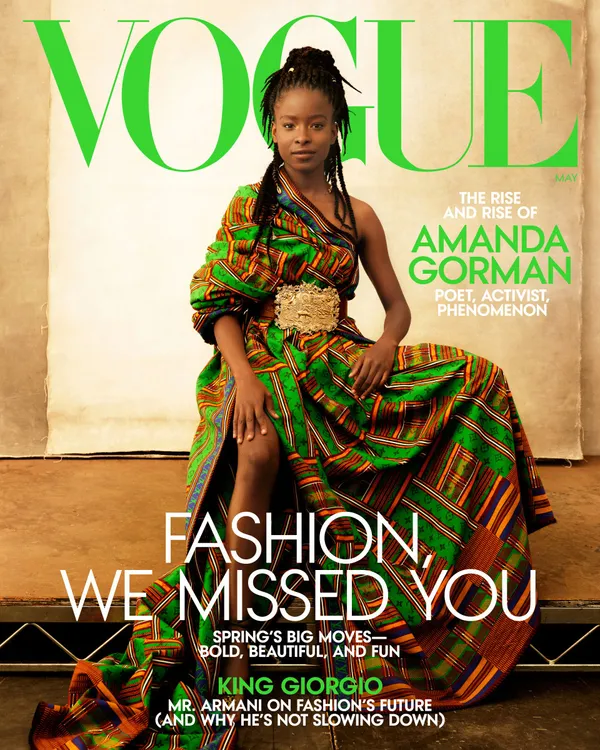 VOGUE
MAY
THE RISE
AND RISE OF
AMANDA
GORMAN
POET, ACTIVIST,
PHENOMENON
FASHION,
WE MISSED YOU
SPRING'S BIG MOVES—
BOLD, BEAUTIFUL, AND FUN
KING GIORGIO
MR. ARMANI ON FASHION'S FUTURE
(AND WHY HE'S NOT SLOWING DOWN)